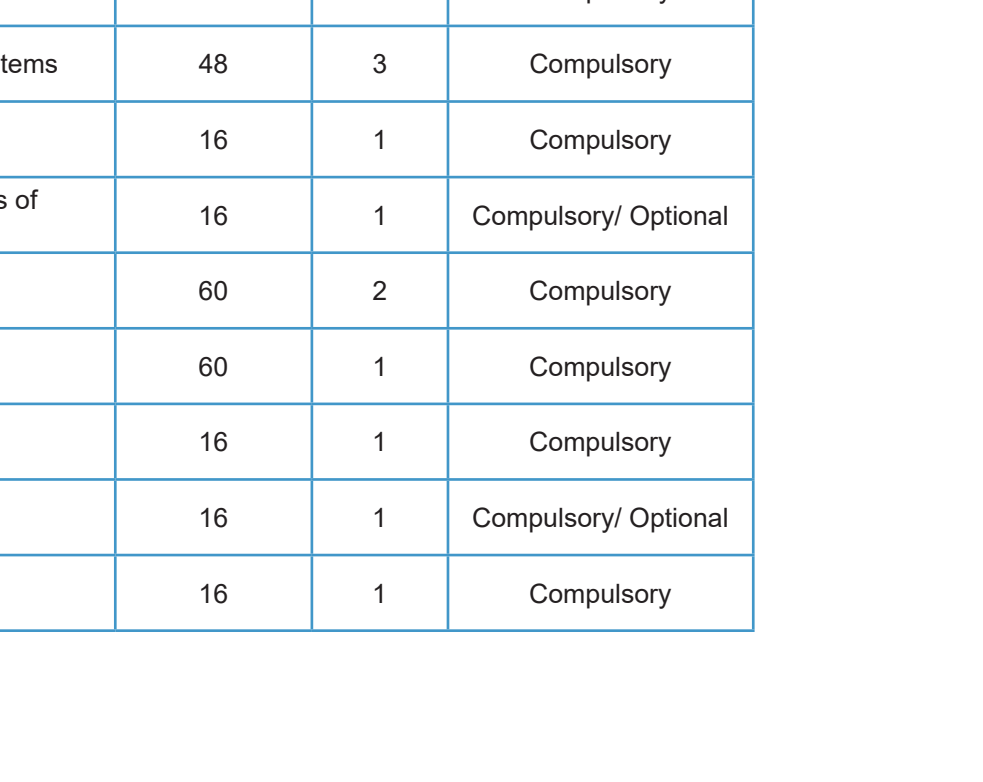 tems 48 3 Compulsory
16 1 Compulsory
s of
16 1 Compulsory/ Optional
60 2 Compulsory
60 1 Compulsory
16 1 Compulsory
16 1 Compulsory/ Optional
16 1 Compulsory